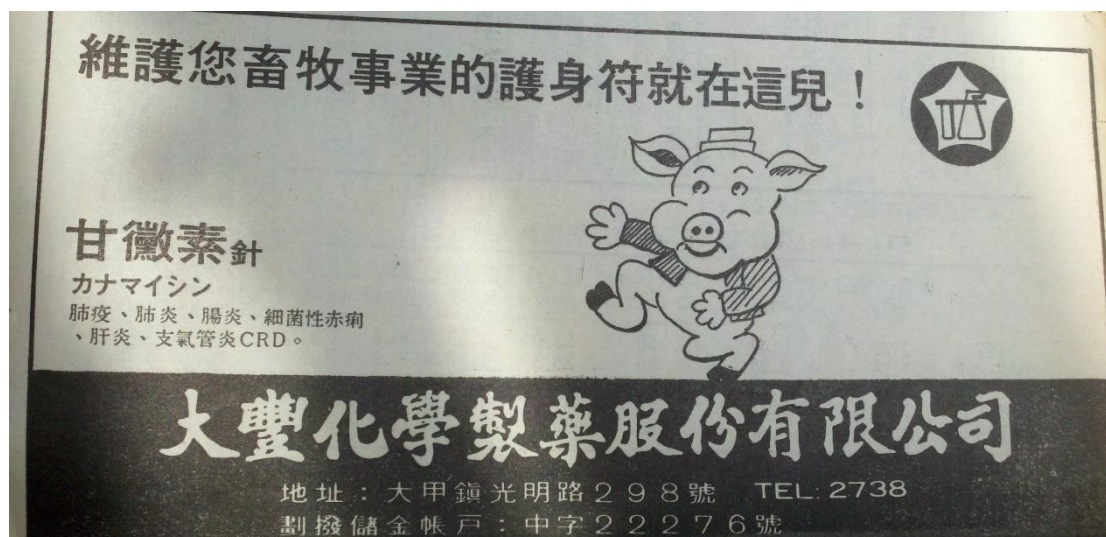 維護您畜牧事業的護身符就在這兒！
甘黴素針
カナマイシン
肺疫、肺炎、腸炎、細菌性赤痢
、肝炎、支氣管炎CRD。
大豐化學製藥股份有限公司
地址：大甲鎮光明路２９８號 TEL:2738
劃撥儲金帳戶：中字２２２７６號